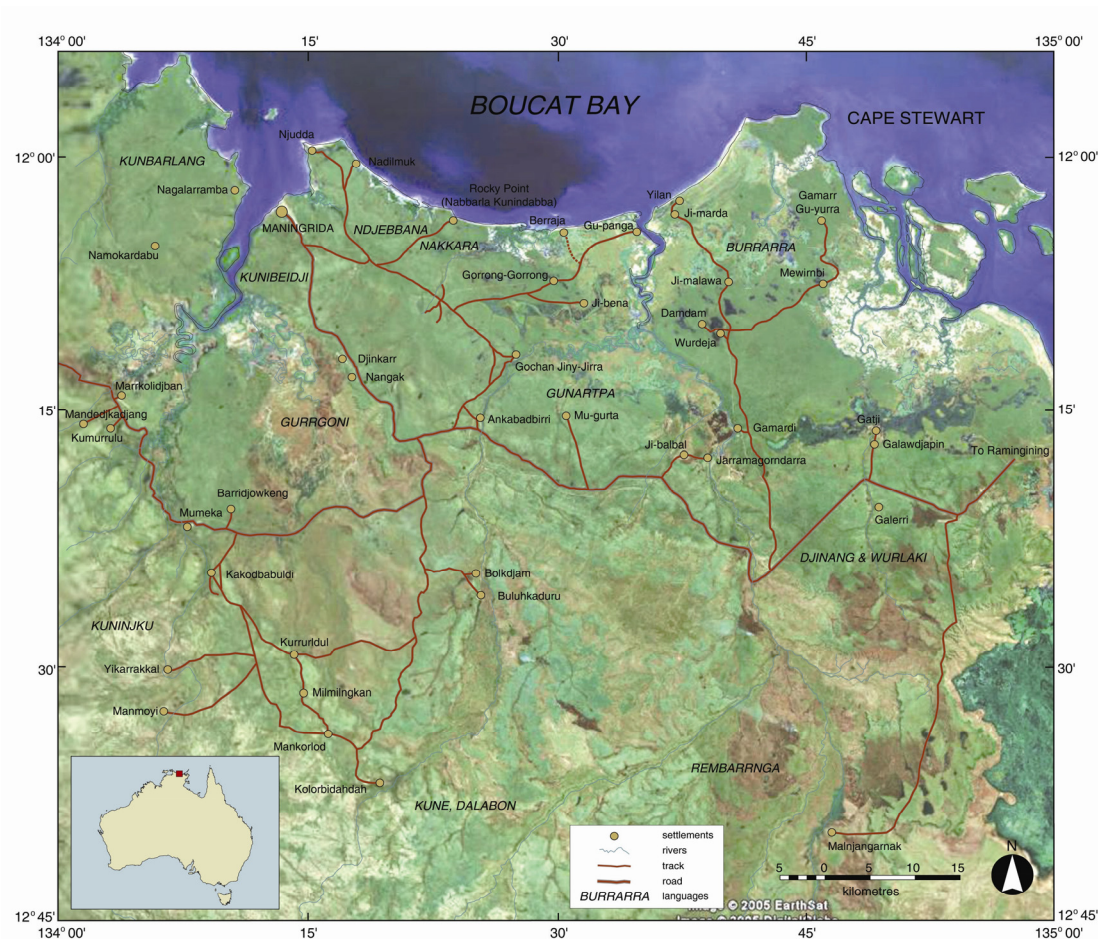 134° 00'
15'
30'
45'
135° 00'
BOUCAT BAY
CAPE STEWART
Njudda
12° 00'
12° 00'
KUNBARLANG
Nadilmuk
Nagalarramba
Rocky Point
(Nabbarla Kunindabba)
Yilan
Gamarr
Gu-yurra
Ji-marda
MANINGRIDA
NDJEBBANA
Berraja
Gu-panga
NAKKARA
BURRARRA
Namokardabu
KUNIBEIDJI
Gorrong-Gorrong
Ji-malawa
Mewirnbi
Ji-bena
Damdam
Wurdeja
Djinkarr
Gochan Jiny-Jirra
Nangak
Marrkolidjban
GUNARTPA
15'
15'
Mandedjkadjang
Kumurrulu
GURRGONI
Ankabadbirri
Mu-gurta
Gamardi
Gatji
Galawdjapin
Ji-balbal
Jarramagorndarra
To Ramingining
Barridjowkeng
Mumeka
Galerri
DJINANG & WURLAKI
Kakodbabuldi
Bolkdjam
Buluhkaduru
KUNINJKU
Kurrurldul
Yikarrakkal
30'
30'
Milmilngkan
Manmoyi
Mankorlod
REMBARRNGA
Kolorbidahdah
KUNE, DALABON
settlements
rivers
track
road
BURRARRA
languages
Malnjangarnak
N
5
0
5
10
15
kilometres
© 2005 EarthSat
12° 45'
12° 45'
134° 00'
15'
30'
45'
135° 00'